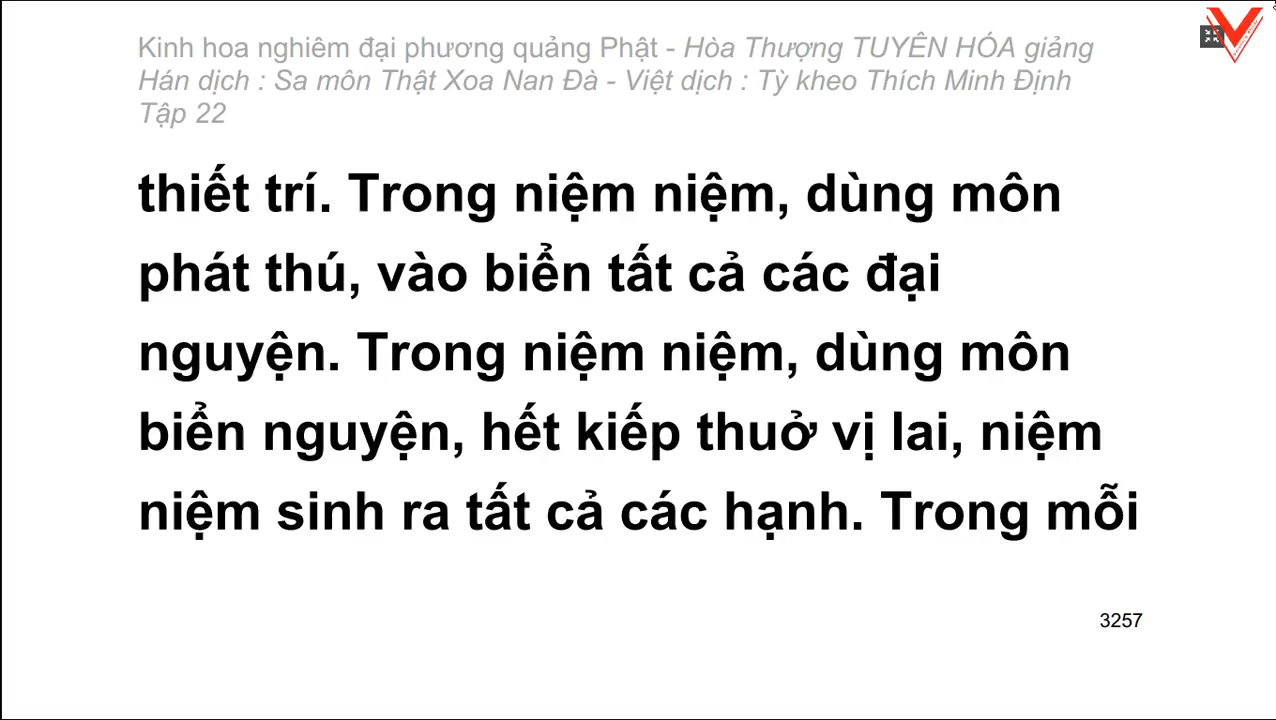 Kinh hoa nghiêm đại phương quảng Phật - Hòa Thượng TUYÊN HÓA giảng
Hán dịch : Sa môn Thật Xoa Nan Đà - Việt dịch : Tỳ kheo Thích Minh Định
Tập 22
thiết trí. Trong niệm niệm, dùng môn
phát thú, vào biển tất cả các đại
nguyện. Trong niệm niệm, dùng môn
biển nguyện, hết kiếp thuở vị lai, niệm
niệm sinh ra tất cả các hạnh. Trong mỗi
3257